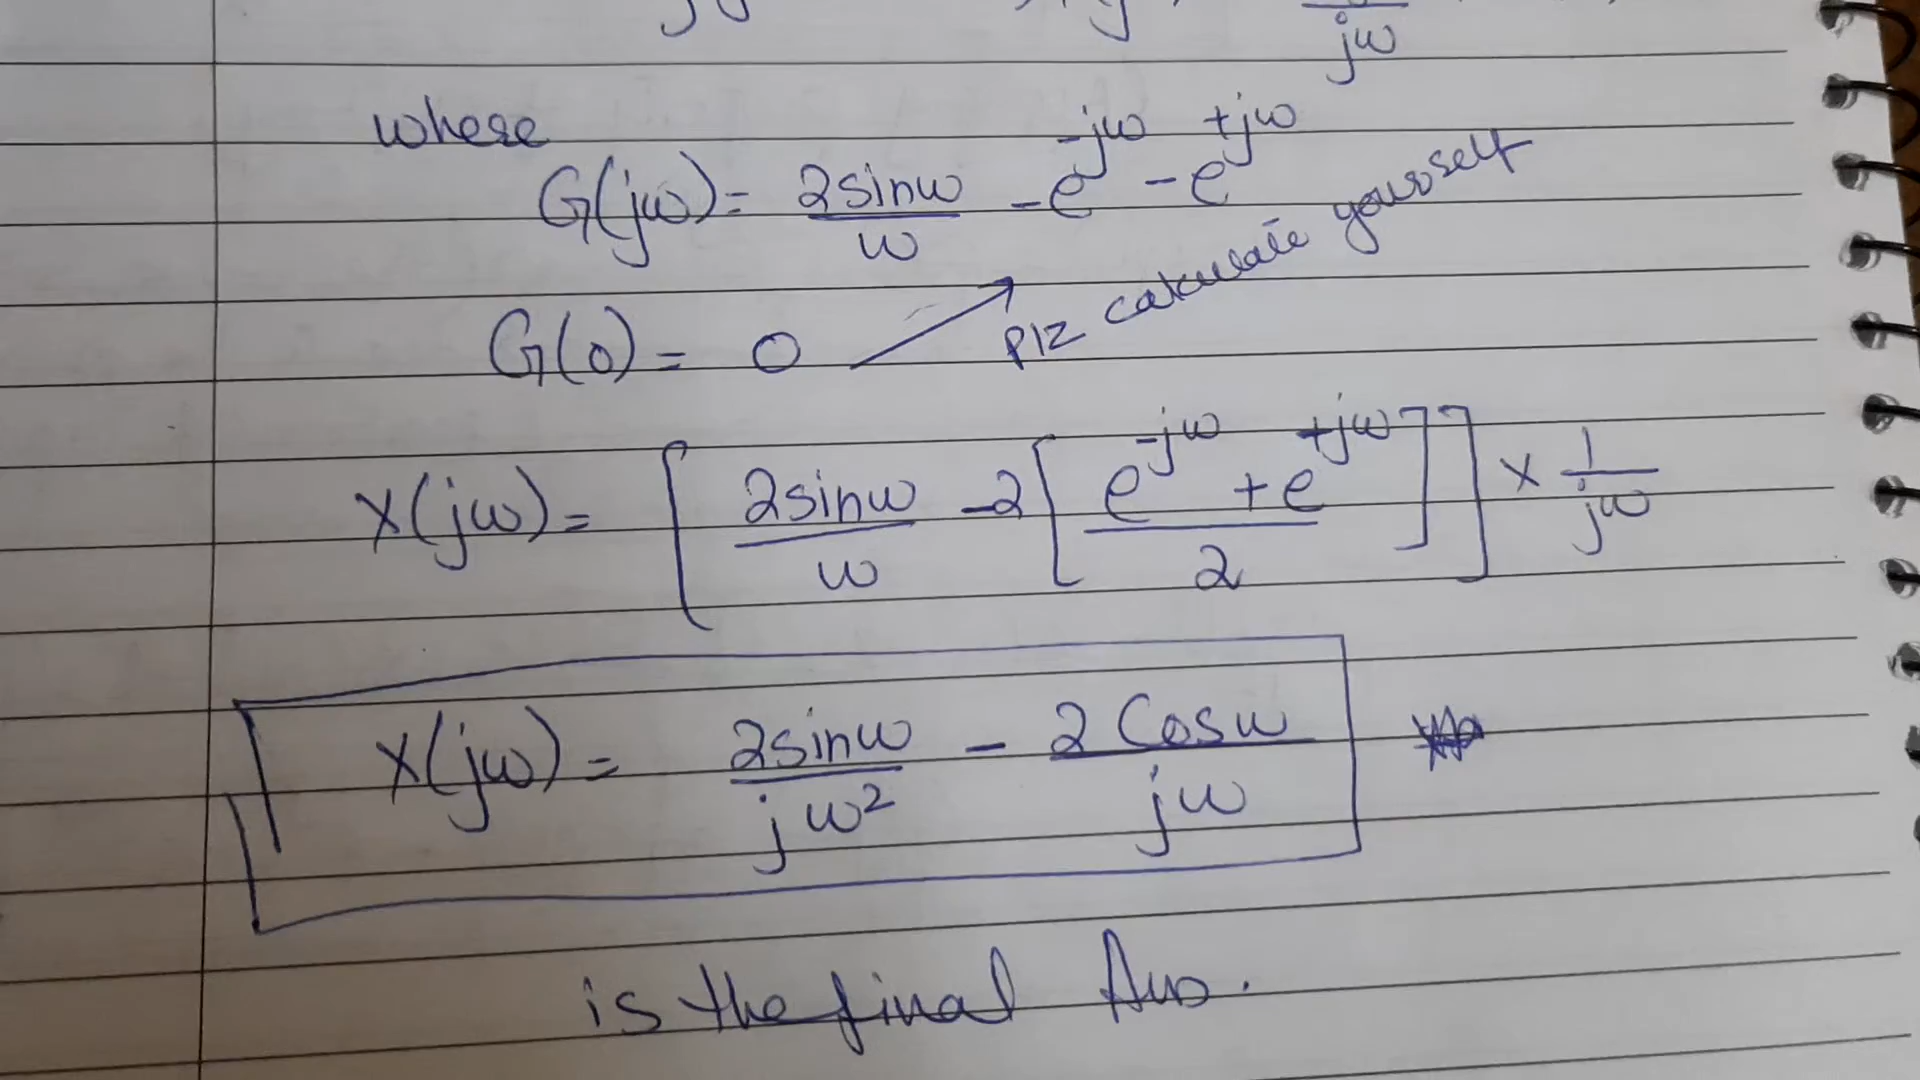 jω
where
G(jω) = 2sinω/ω - e^-jω - e^+jω
G(0) = 0 → Plz calculate yourself
X(jω) = [2sinω/ω - 2[(e^-jω + e^+jω)/2]] × 1/jω
X(jω) = 2sinω/jω² - 2Cosω/jω
is the final Ans.